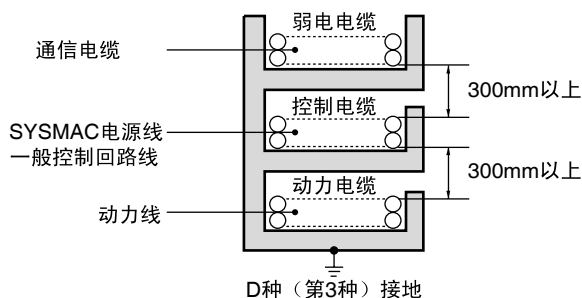 弱电电缆
通信电缆
300mm以上
控制电缆
SYSMAC电源线
一般控制回路线
300mm以上
动力电缆
动力线
D种（第3种）接地